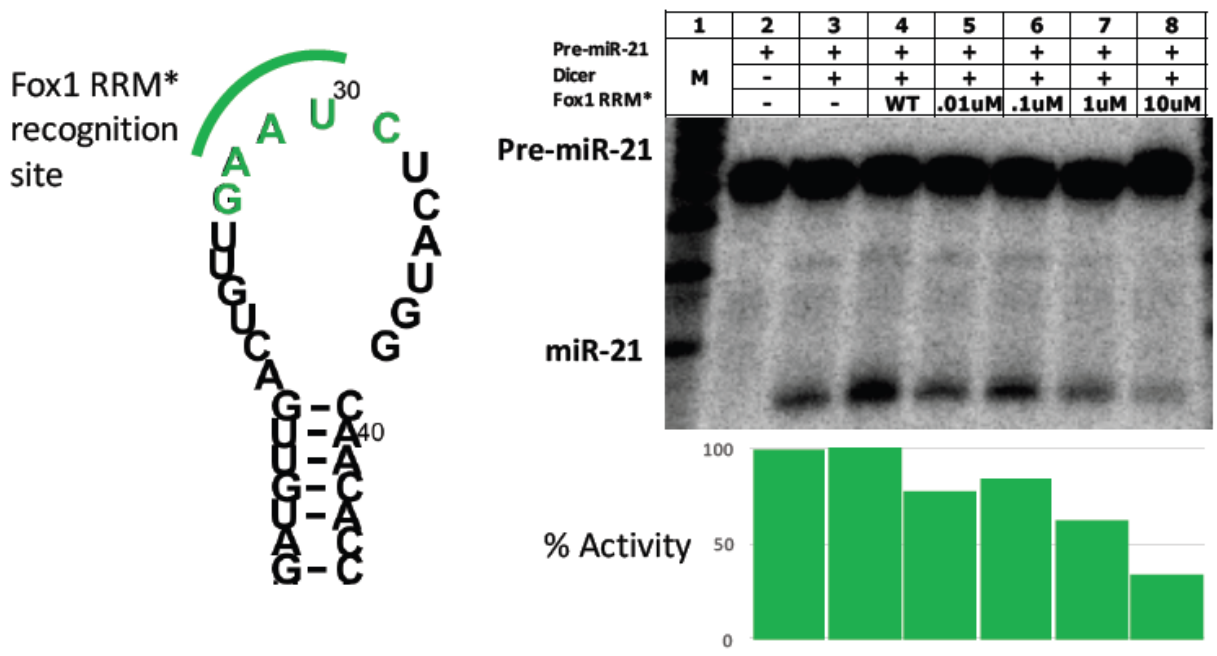 Fox1 RRM*
recognition
site
G A A U C
30
U
C
A
U
G
G
U
U
G
U
C
A
G-C
U-A
40
U-A
G-C
U-A
A C
G-C
1 2 3 4 5 6 7 8
Pre-miR-21 + + + + + + +
Dicer M - + + + + + +
Fox1 RRM* - - WT .01uM .1uM 1uM 10uM
Pre-miR-21
miR-21
% Activity
100
50
0